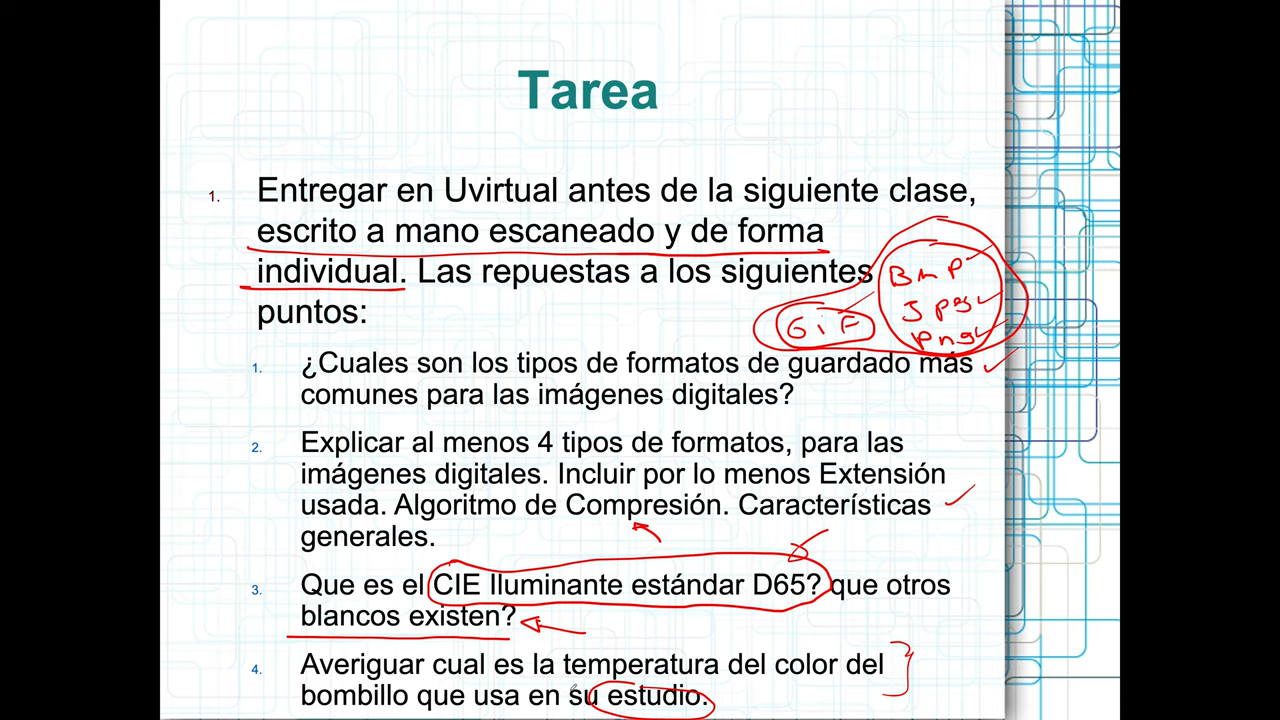 Tarea
1. Entregar en Uvirtual antes de la siguiente clase,
escrito a mano escaneado y de forma
individual. Las repuestas a los siguientes
puntos:
Bmp
Jpeg
GiF
png
1. ¿Cuales son los tipos de formatos de guardado más
comunes para las imágenes digitales?
2. Explicar al menos 4 tipos de formatos, para las
imágenes digitales. Incluir por lo menos Extensión
usada. Algoritmo de Compresión. Características
generales.
3. Que es el CIE Iluminante estándar D65? que otros
blancos existen?
4. Averiguar cual es la temperatura del color del
bombillo que usa en su estudio.